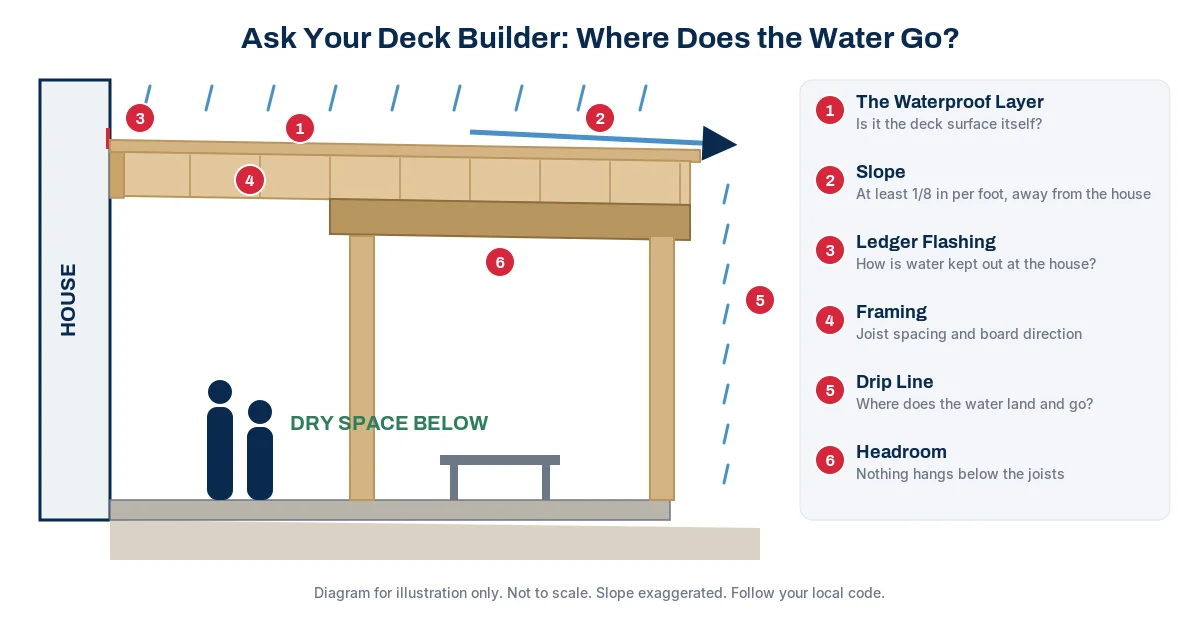 Ask Your Deck Builder: Where Does the Water Go?
3
1
2
4
6
5
HOUSE
DRY SPACE BELOW
1
The Waterproof Layer
Is it the deck surface itself?
2
Slope
At least 1/8 in per foot, away from the house
3
Ledger Flashing
How is water kept out at the house?
4
Framing
Joist spacing and board direction
5
Drip Line
Where does the water land and go?
6
Headroom
Nothing hangs below the joists
Diagram for illustration only. Not to scale. Slope exaggerated. Follow your local code.